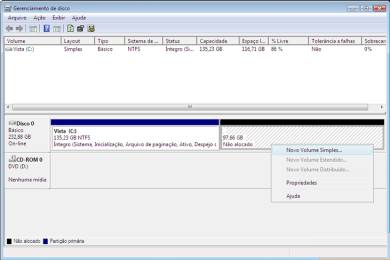 Gerenciamento de disco
Arquivo Ação Exibir Ajuda
Volume Layout Tipo Sistema de ... Status Capacidade Espaço l... % Livre Tolerância a falhas Sobrecar
Vista (C:) Simples Básico NTFS Íntegro (Si... 135,23 GB 116,71 GB 86 % Não 0%
Disco 0
Básico
232,88 GB
On-line
Vista (C:)
135,23 GB NTFS
Íntegro (Sistema, Inicialização, Arquivo de paginação, Ativo, Despejo d
97,66 GB
Não alocado
Novo Volume Simples...
Novo Volume Estendido...
Novo Volume Distribuído...
Propriedades
Ajuda
CD-ROM 0
DVD (D:)
Nenhuma mídia
Não alocado Partição primária